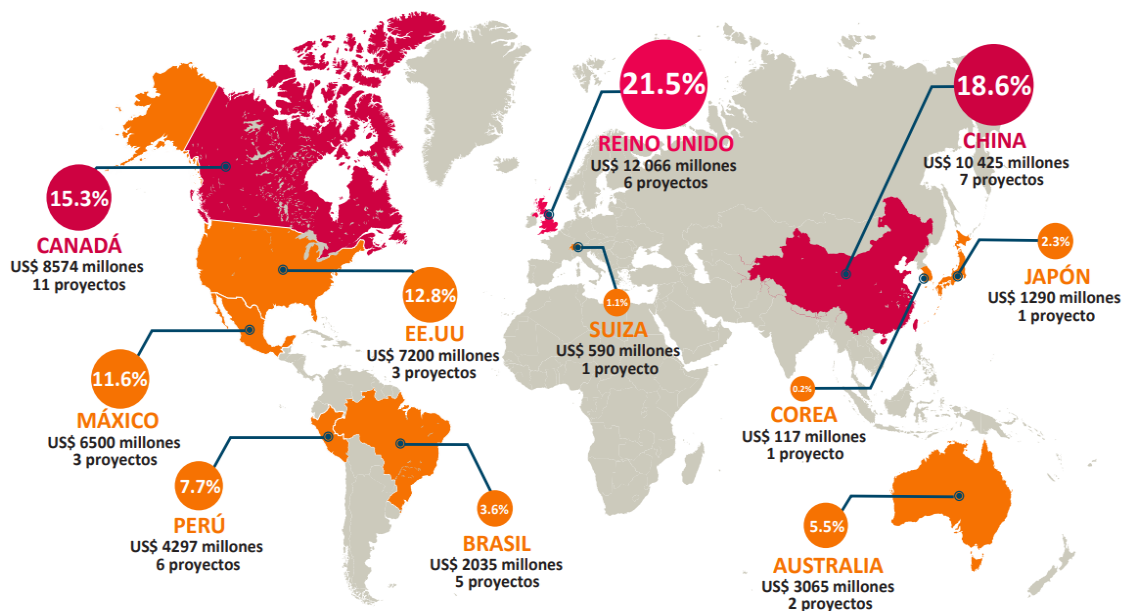 21.5%
REINO UNIDO
US$ 12 066 millones
6 proyectos
18.6%
CHINA
US$ 10 425 millones
7 proyectos
15.3%
CANADÁ
US$ 8574 millones
11 proyectos
12.8%
EE.UU
US$ 7200 millones
3 proyectos
1.1%
SUIZA
US$ 590 millones
1 proyecto
2.3%
JAPÓN
US$ 1290 millones
1 proyecto
11.6%
MÉXICO
US$ 6500 millones
3 proyectos
0.2%
COREA
US$ 117 millones
1 proyecto
7.7%
PERÚ
US$ 4297 millones
6 proyectos
3.6%
BRASIL
US$ 2035 millones
5 proyectos
5.5%
AUSTRALIA
US$ 3065 millones
2 proyectos